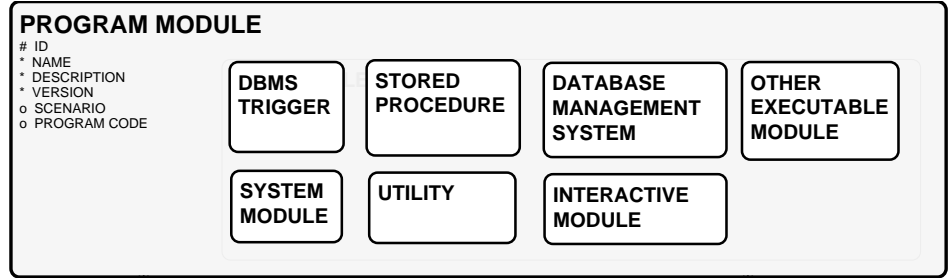 PROGRAM MODULE
# ID
* NAME
* DESCRIPTION
* VERSION
o SCENARIO
o PROGRAM CODE
DBMS
TRIGGER
STORED
PROCEDURE
DATABASE
MANAGEMENT
SYSTEM
OTHER
EXECUTABLE
MODULE
SYSTEM
MODULE
UTILITY
INTERACTIVE
MODULE